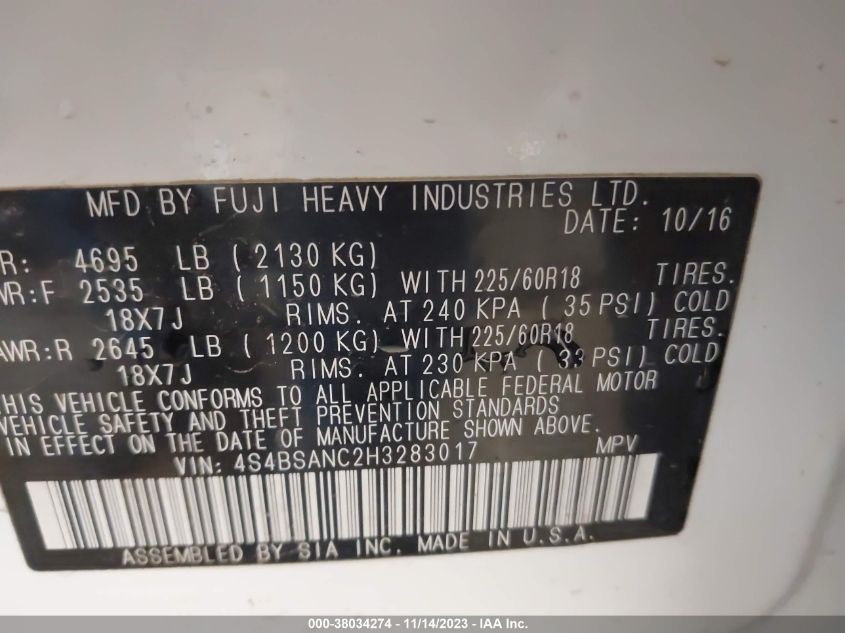 MFD BY FUJI HEAVY INDUSTRIES LTD.
DATE: 10/16
R: 4695 LB ( 2130 KG)
WR:F 2535 LB ( 1150 KG) WITH 225/60R18 TIRES.
18X7J RIMS. AT 240 KPA ( 35 PSI) COLD
AWR:R 2645 LB ( 1200 KG) WITH 225/60R18 TIRES.
18X7J RIMS. AT 230 KPA ( 33 PSI) COLD
THIS VEHICLE CONFORMS TO ALL APPLICABLE FEDERAL MOTOR
VEHICLE SAFETY AND THEFT PREVENTION STANDARDS
IN EFFECT ON THE DATE OF MANUFACTURE SHOWN ABOVE.
VIN: 4S4BSANC2H3283017 MPV
ASSEMBLED BY SIA INC. MADE IN U.S.A.
000-38034274 - 11/14/2023 - IAA Inc.